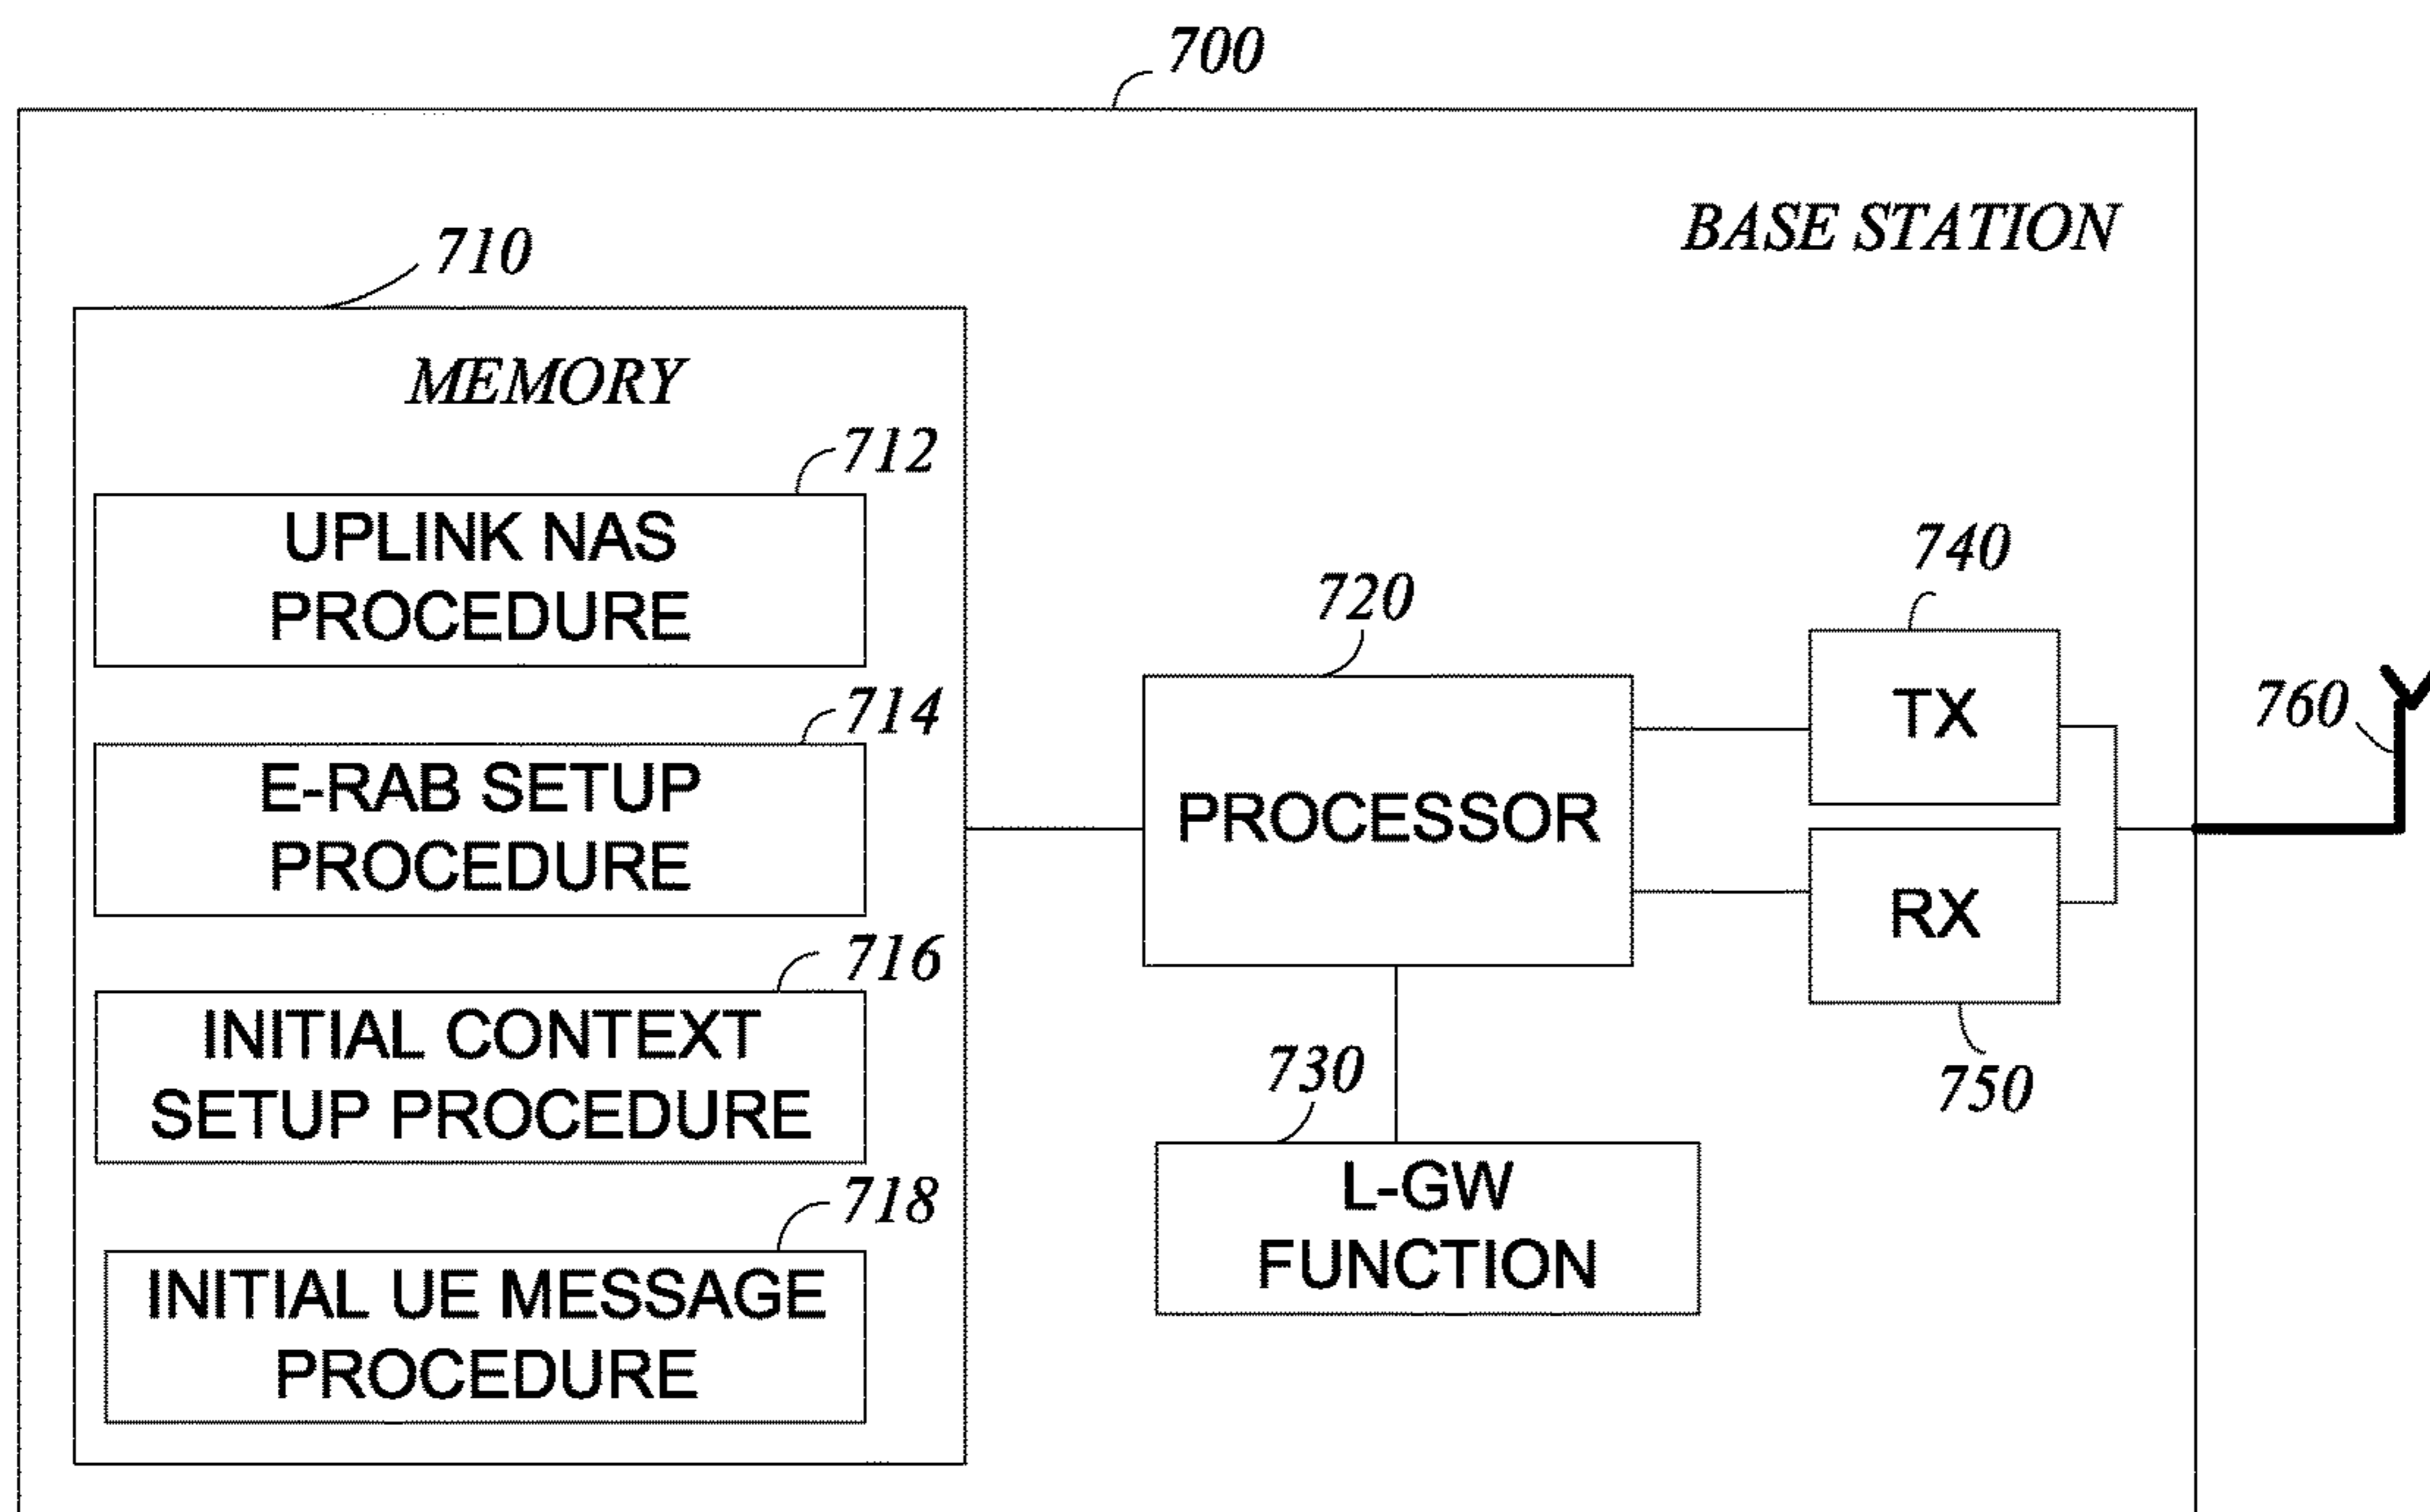 700
BASE STATION
710
MEMORY
712
UPLINK NAS
PROCEDURE
714
E-RAB SETUP
PROCEDURE
716
INITIAL CONTEXT
SETUP PROCEDURE
718
INITIAL UE MESSAGE
PROCEDURE
720
PROCESSOR
730
L-GW
FUNCTION
740
TX
RX
750
760